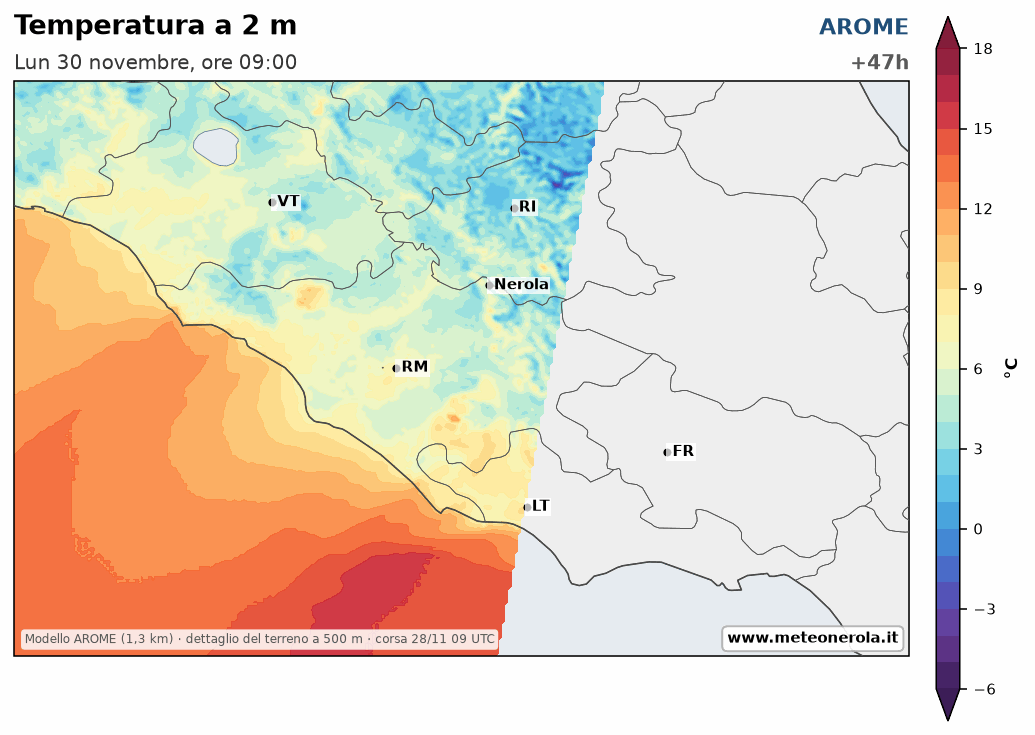 Temperatura a 2 m
AROME
Lun 30 novembre, ore 09:00
+47h
VT
RI
Nerola
RM
FR
LT
Modello AROME (1,3 km) · dettaglio del terreno a 500 m · corsa 28/11 09 UTC
www.meteonerola.it
18
15
12
9
6
3
0
−3
−6
°C